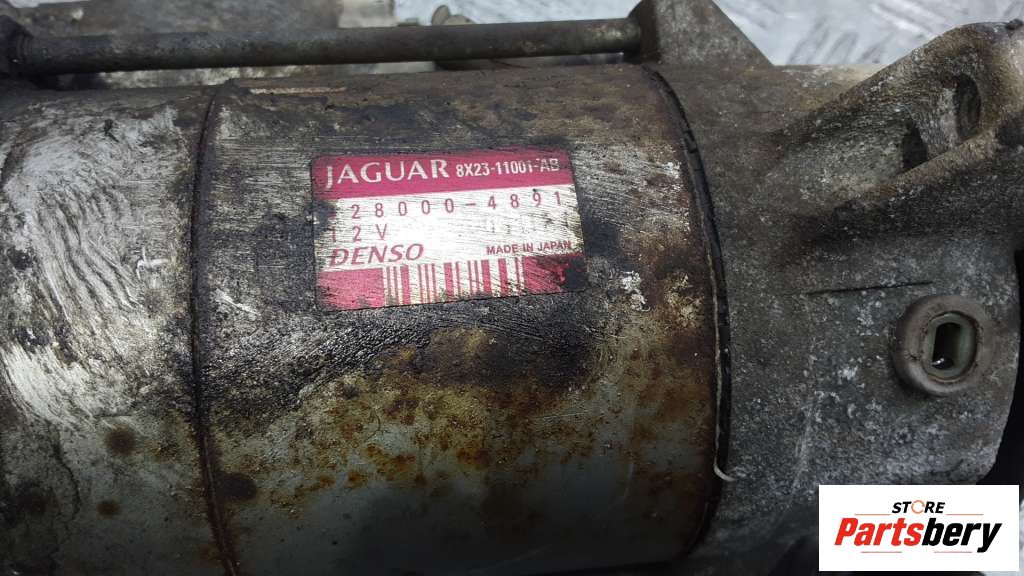 JAGUAR 8X23-11001-AB
28000-4891
12V
DENSO MADE IN JAPAN
STORE
Partsbery